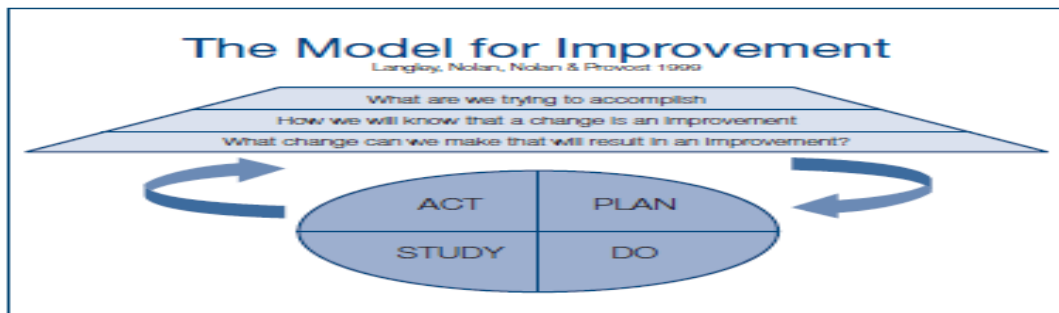 The Model for Improvement
Langley, Nolan, Nolan & Provost 1999
What are we trying to accomplish
How we will know that a change is an improvement
What change can we make that will result in an improvement?
ACT PLAN
STUDY DO